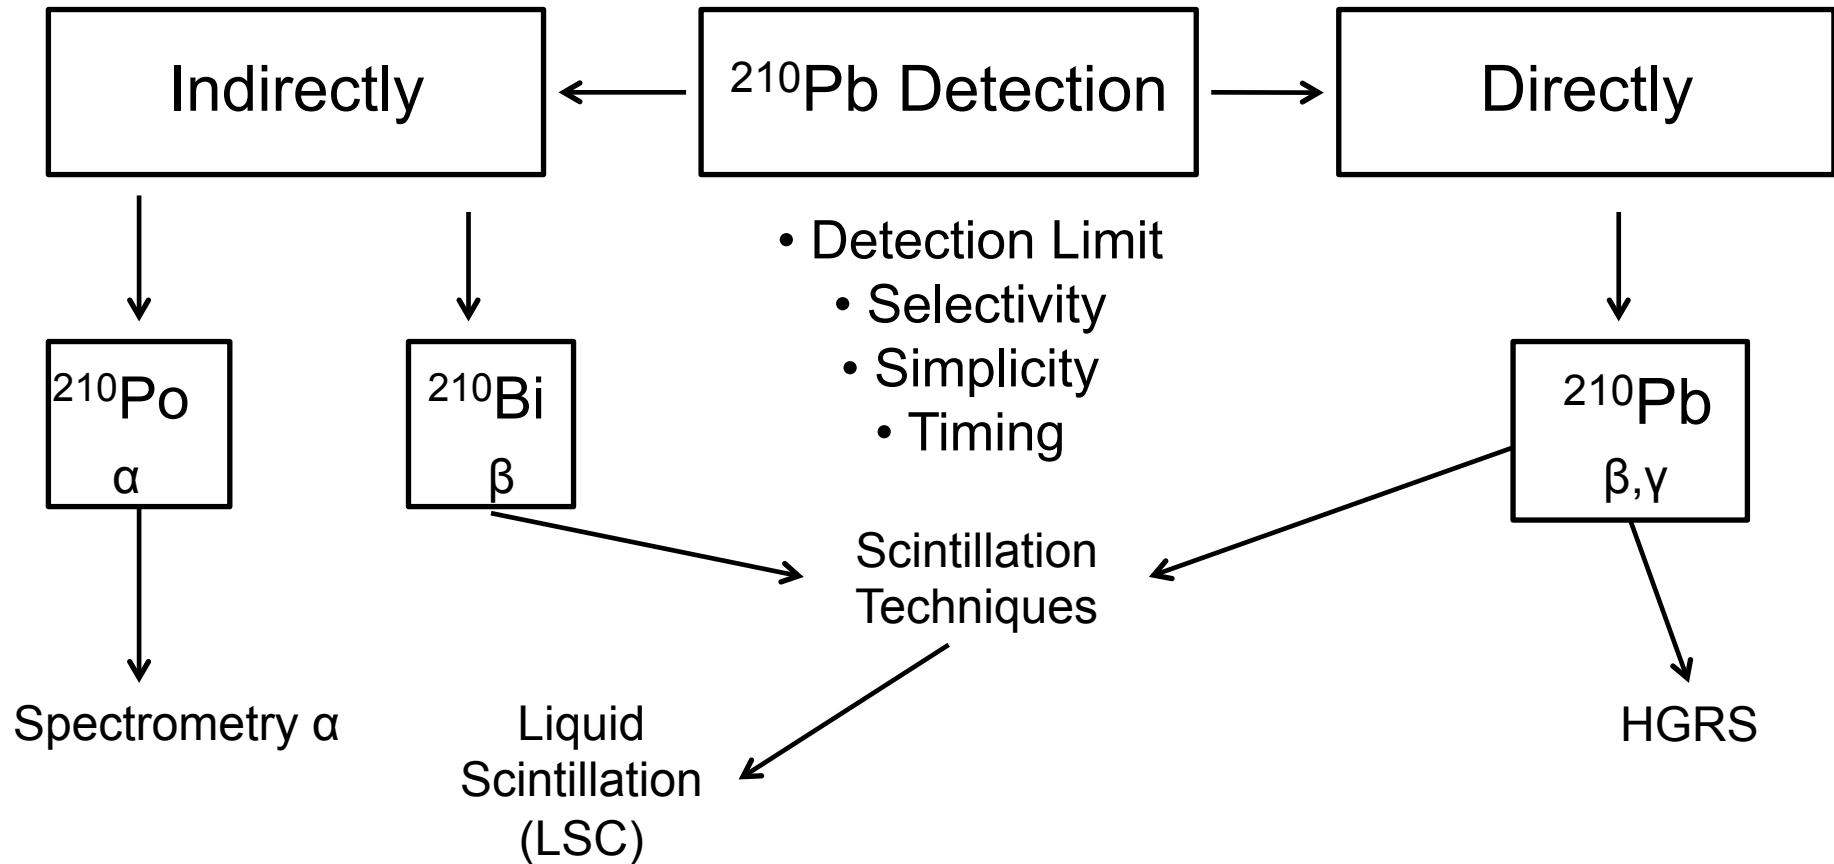 Indirectly
²¹⁰Pb Detection
Directly
• Detection Limit
• Selectivity
• Simplicity
• Timing
²¹⁰Po
α
²¹⁰Bi
β
²¹⁰Pb
β,γ
Scintillation
Techniques
Spectrometry α
Liquid
Scintillation
(LSC)
HGRS